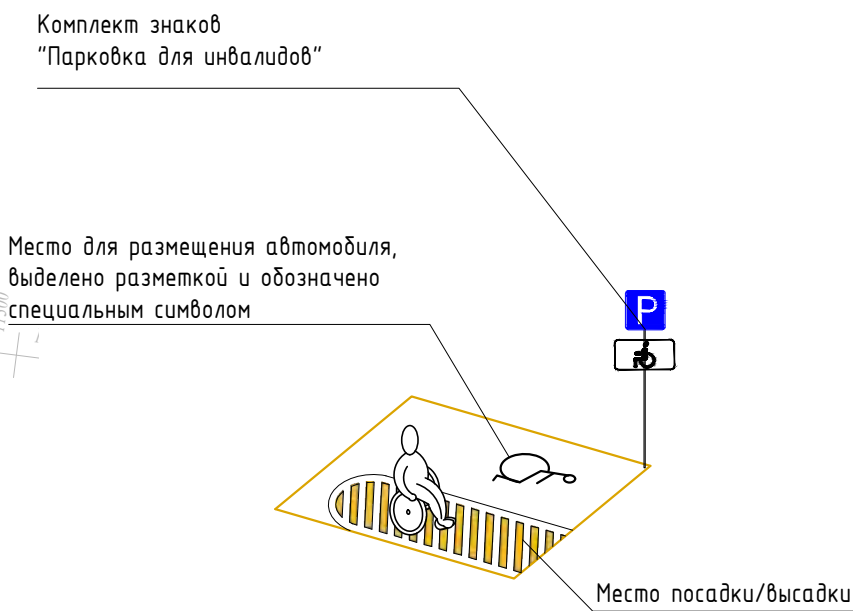 Комплект знаков
"Парковка для инвалидов"
Место для размещения автомобиля,
выделено разметкой и обозначено
специальным символом
P
Место посадки/высадки